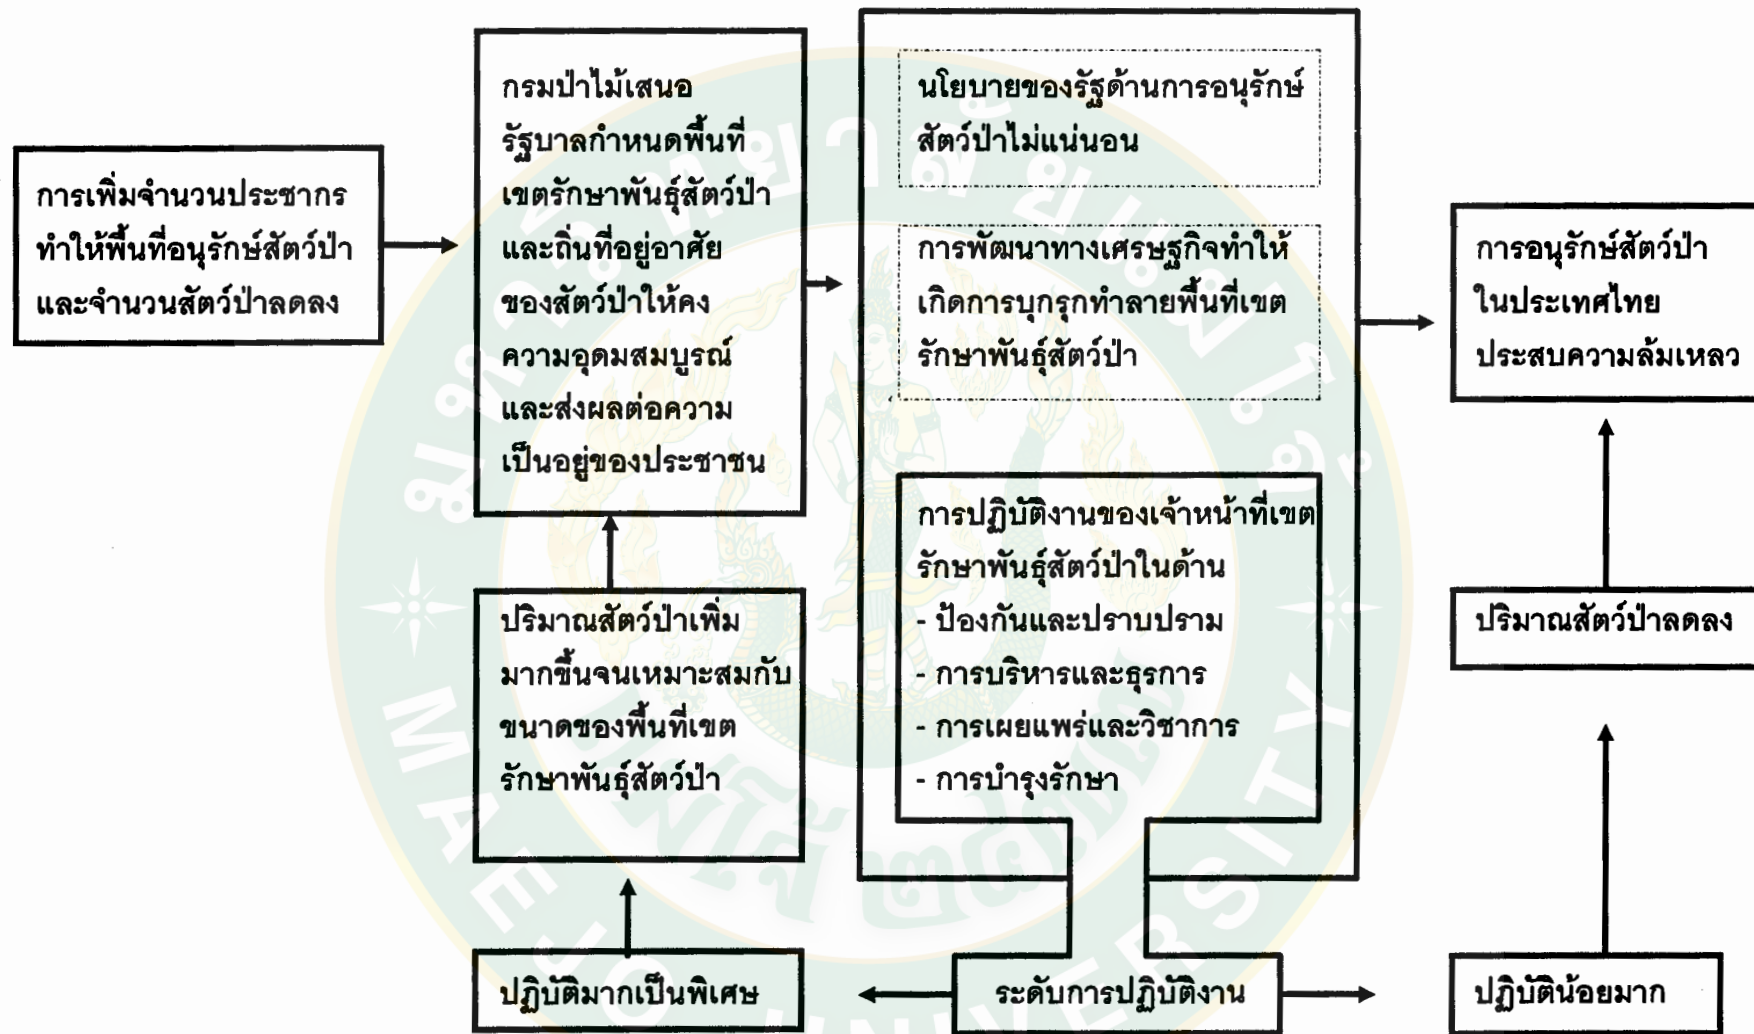 การเพิ่มจำนวนประชากร
ทำให้พื้นที่อนุรักษ์สัตว์ป่า
และจำนวนสัตว์ป่าลดลง
กรมป่าไม้เสนอ
รัฐบาลกำหนดพื้นที่
เขตรักษาพันธุ์สัตว์ป่า
และถิ่นที่อยู่อาศัย
ของสัตว์ป่าให้คง
ความอุดมสมบูรณ์
และส่งผลต่อความ
เป็นอยู่ของประชาชน
นโยบายของรัฐด้านการอนุรักษ์
สัตว์ป่าไม่แน่นอน
การพัฒนาทางเศรษฐกิจทำให้
เกิดการบุกรุกทำลายพื้นที่เขต
รักษาพันธุ์สัตว์ป่า
การปฏิบัติงานของเจ้าหน้าที่เขต
รักษาพันธุ์สัตว์ป่าในด้าน
- ป้องกันและปราบปราม
- การบริหารและธุรการ
- การเผยแพร่และวิชาการ
- การบำรุงรักษา
การอนุรักษ์สัตว์ป่า
ในประเทศไทย
ประสบความล้มเหลว
ปริมาณสัตว์ป่าเพิ่ม
มากขึ้นจนเหมาะสมกับ
ขนาดของพื้นที่เขต
รักษาพันธุ์สัตว์ป่า
ปริมาณสัตว์ป่าลดลง
ปฏิบัติมากเป็นพิเศษ
ระดับการปฏิบัติงาน
ปฏิบัติน้อยมาก
มหาวิทยาลัยแม่โจ้
MAEJO UNIVERSITY